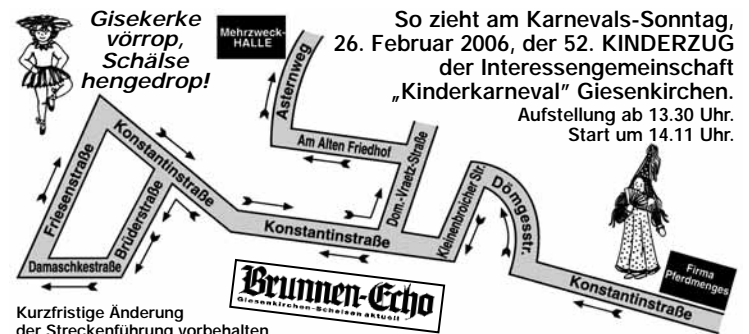 Gisekerke
vörrop,
Schälse
hengedrop!
Mehrzweck-
HALLE
So zieht am Karnevals-Sonntag,
26. Februar 2006, der 52. KINDERZUG
der Interessengemeinschaft
„Kinderkarneval" Giesenkirchen.
Aufstellung ab 13.30 Uhr.
Start um 14.11 Uhr.
Asternweg
Am Alten Friedhof
Dom.-Vraetz-Straße
Konstantinstraße
Friesenstraße
Brüderstraße
Damaschkestraße
Konstantinstraße
Kleinenbroicher Str.
Dömgesstr.
Konstantinstraße
Firma
Pferdmenges
Brunnen-Echo
Giesenkirchen-Schelsen aktuell
Kurzfristige Änderung
der Streckenführung vorbehalten